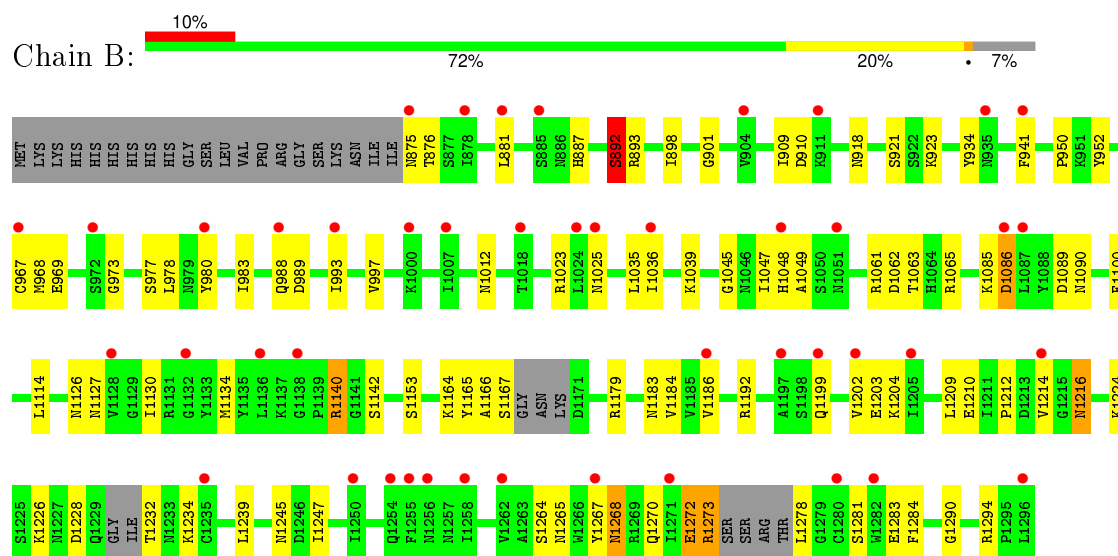 10%
Chain B:
72% 20% • 7%
MET LYS LYS HIS HIS HIS HIS HIS HIS GLY SER LEU VAL PRO ARG GLY SER LYS ASN ILE ILE N875 T876 S877 I878 L881 S885 N886 H887 S892 R893 I898 G901 V904 I909 D910 K911 N918 S921 S922 K923 Y934 N935 F941 P950 K951 Y952
C967 M968 E969 S972 G973 S977 L978 N979 Y980 I983 Q988 D989 I993 V997 K1000 I1007 N1012 T1018 R1023 L1024 N1025 L1035 I1036 K1039 G1045 N1046 I1047 H1048 A1049 S1050 N1051 R1061 D1062 T1063 H1064 R1065 K1085 D1086 L1087 Y1088 D1089 N1090
L1114 N1126 N1127 V1128 G1129 I1130 R1131 G1132 Y1133 M1134 Y1135 L1136 K1137 G1138 P1139 R1140 G1141 S1142 S1153 K1164 Y1165 A1166 S1167 GLY ASN LYS D1171 R1179 N1183 V1184 V1185 V1186 R1192 A1197 S1198 Q1199 V1202 E1203 K1204 I1205 L1209 E1210 I1211 P1212 D1213 V1214 G1215 N1216
S1225 K1226 N1227 D1228 Q1229 GLY ILE T1232 N1233 K1234 C1235 L1239 N1245 D1246 I1247 I1250 Q1254 F1255 N1256 N1257 I1258 V1262 A1263 S1264 N1265 W1266 Y1267 N1268 R1269 Q1270 I1271 E1272 R1273 SER SER ARG THR L1278 G1279 C1280 S1281 W1282 E1283 F1284 G1290 R1294 P1295 L1296